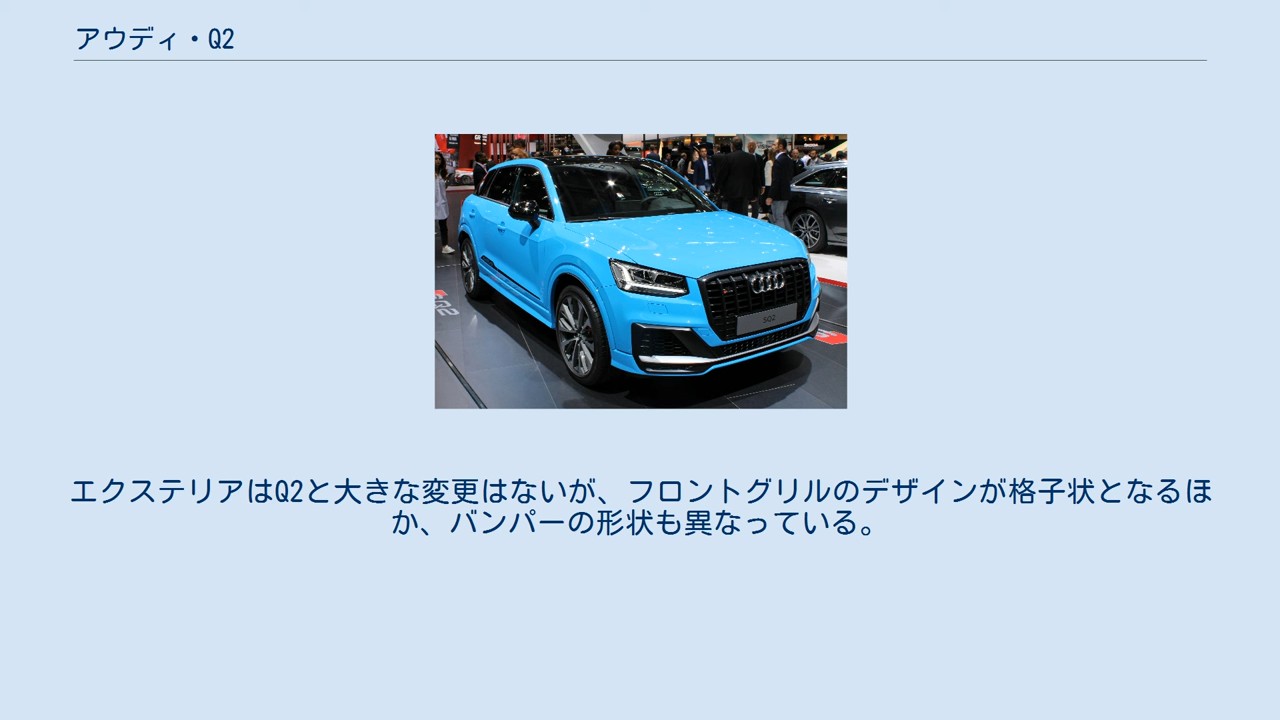 アウディ・Q2
SQ2
エクステリアはQ2と大きな変更はないが、フロントグリルのデザインが格子状となるほ
か、バンパーの形状も異なっている。